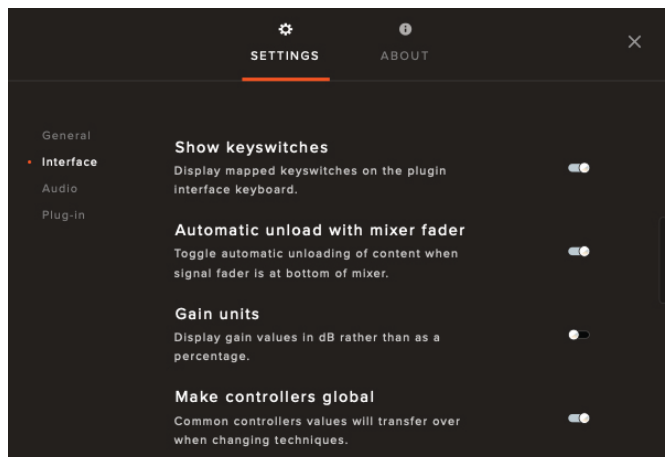 SETTINGS
ABOUT
General
Interface
Audio
Plug-in
Show keyswitches
Display mapped keyswitches on the plugin
interface keyboard.
Automatic unload with mixer fader
Toggle automatic unloading of content when
signal fader is at bottom of mixer.
Gain units
Display gain values in dB rather than as a
percentage.
Make controllers global
Common controllers values will transfer over
when changing techniques.